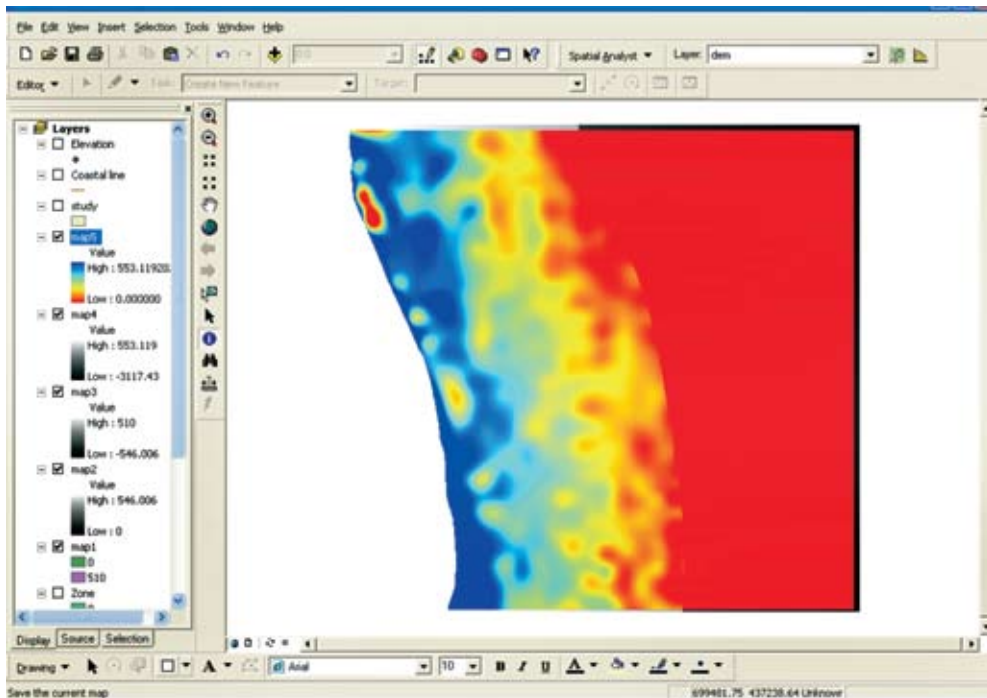 File Edit View Insert Selection Tools Window Help
Spatial Analyst Layer: dem
Editor Task: Create New Feature Target:
Layers
Elevation
Coastal line
study
map5
Value
High : 553.11920
Low : 0.000000
map4
Value
High : 553.119
Low : -3117.43
map3
Value
High : 510
Low : -546.006
map2
Value
High : 546.006
Low : 0
map1
0
510
Zone
Display Source Selection
Drawing A Arial 10 B I U A
Save the current map 699481.75 437238.64 Unknow